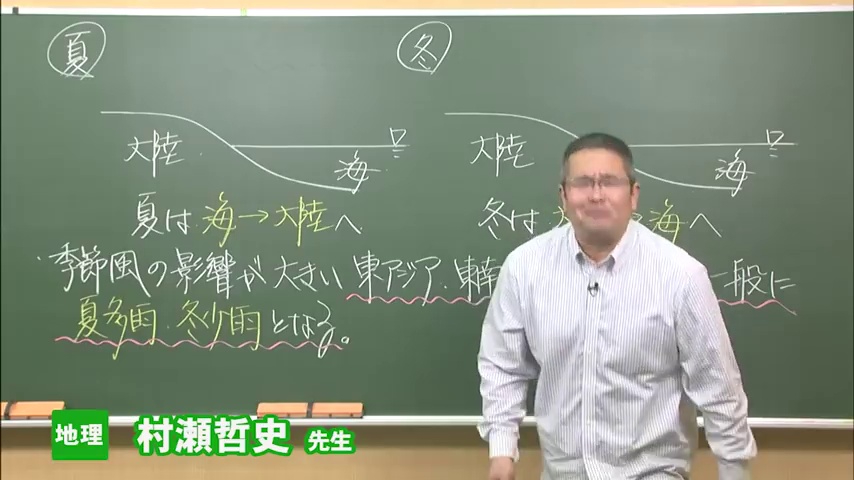 夏
冬
大陸
海
大陸
海
夏は 海→大陸へ
冬は 海へ
季節風の影響が大きい 東アジア・東南 一般に
夏多雨・冬少雨となる。
地理 村瀬哲史 先生